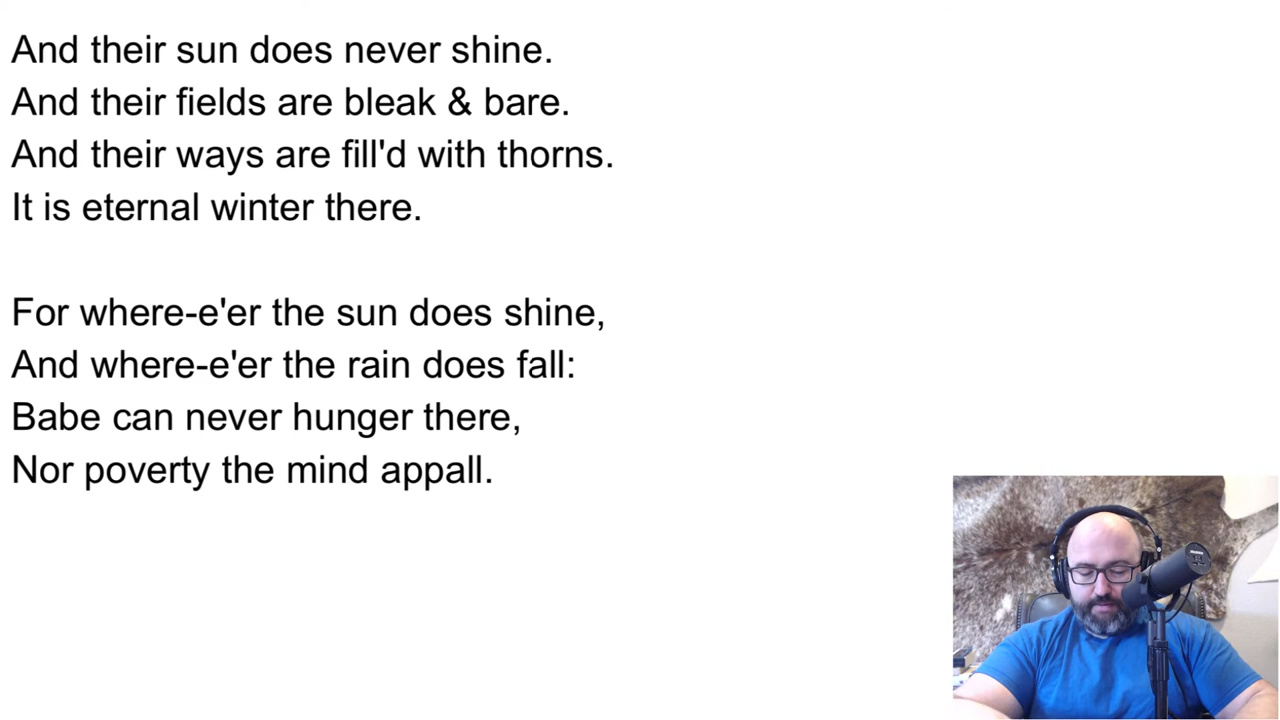 And their sun does never shine.
And their fields are bleak & bare.
And their ways are fill'd with thorns.
It is eternal winter there.
For where-e'er the sun does shine,
And where-e'er the rain does fall:
Babe can never hunger there,
Nor poverty the mind appall.